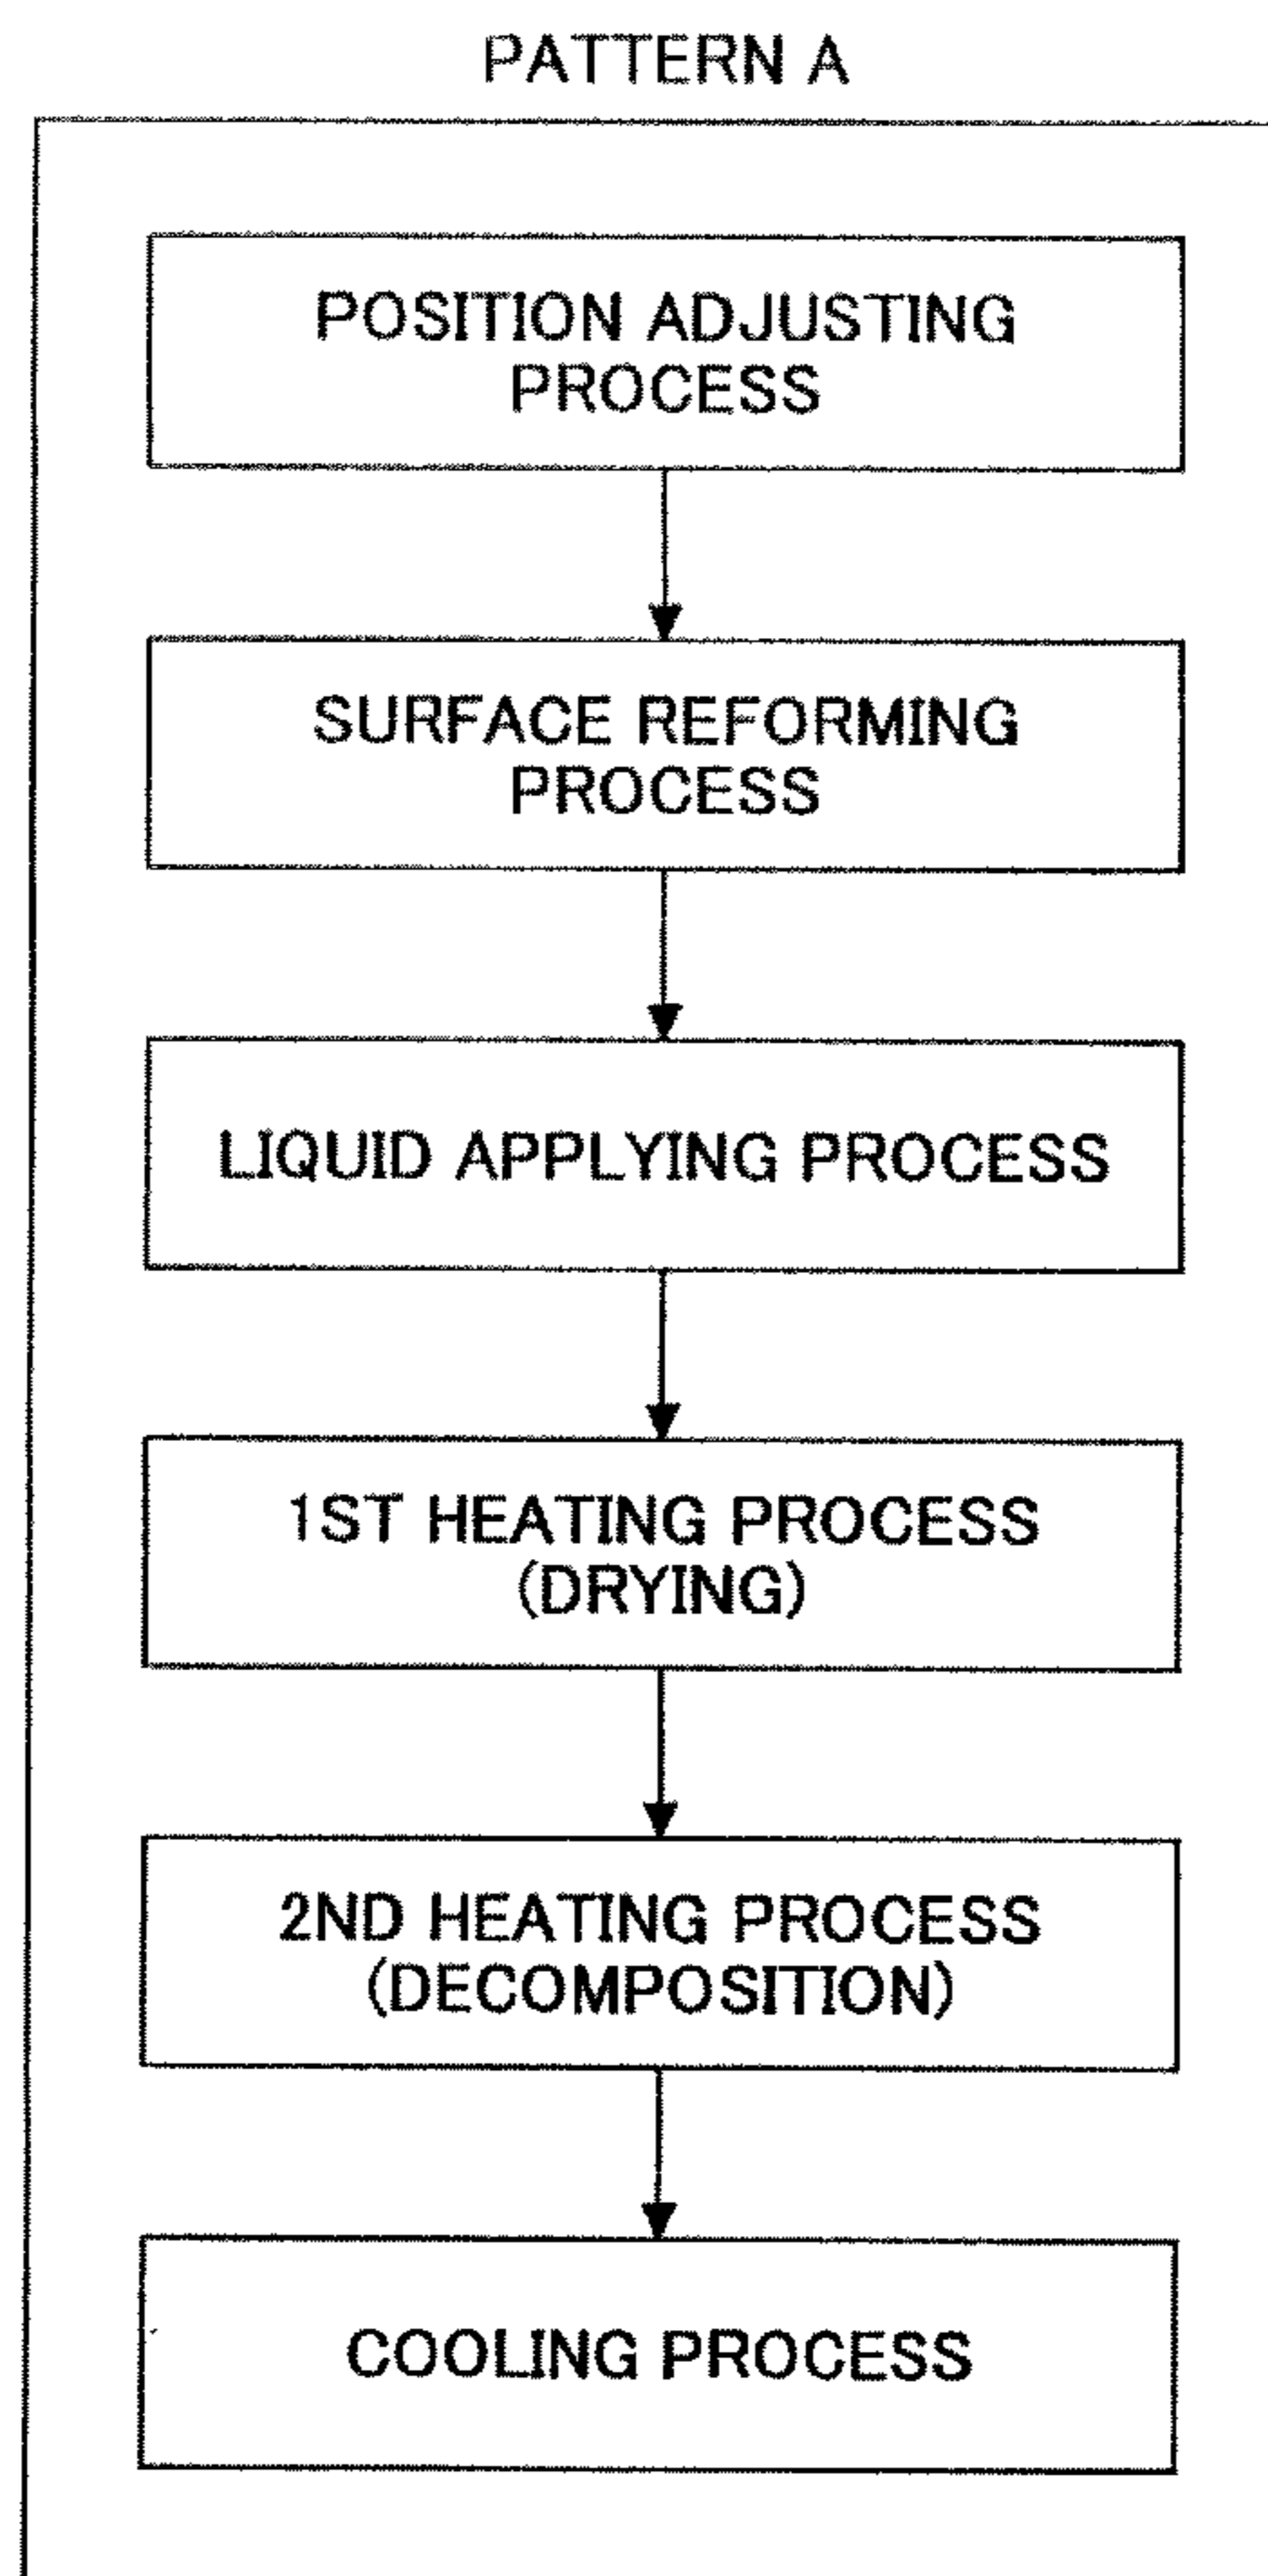 PATTERN A
POSITION ADJUSTING
PROCESS
SURFACE REFORMING
PROCESS
LIQUID APPLYING PROCESS
1ST HEATING PROCESS
(DRYING)
2ND HEATING PROCESS
(DECOMPOSITION)
COOLING PROCESS